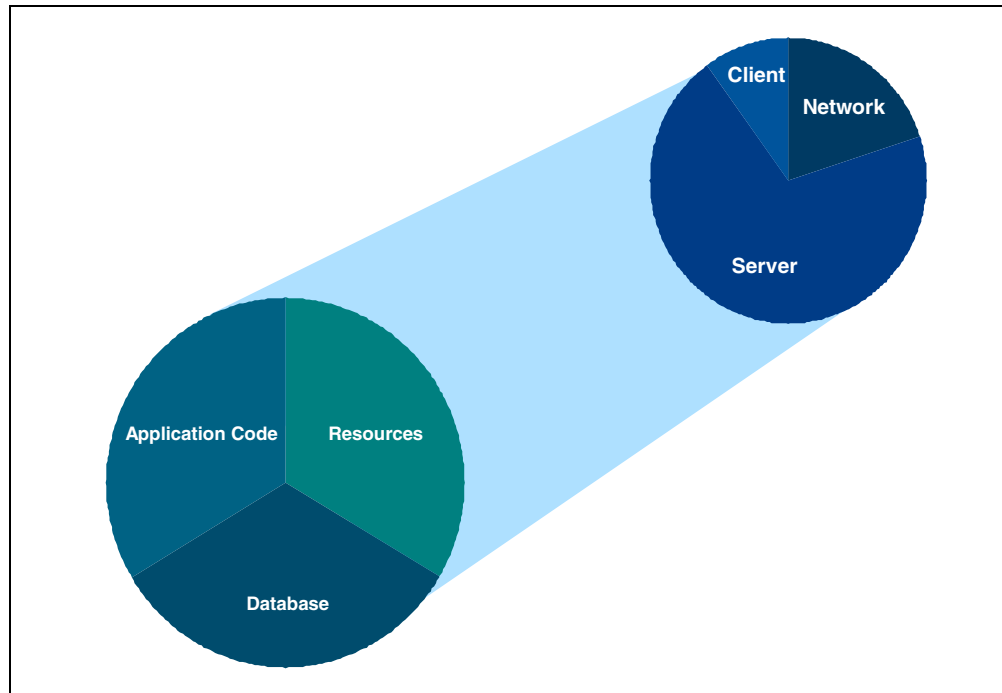 Client
Network
Server
Application Code
Resources
Database